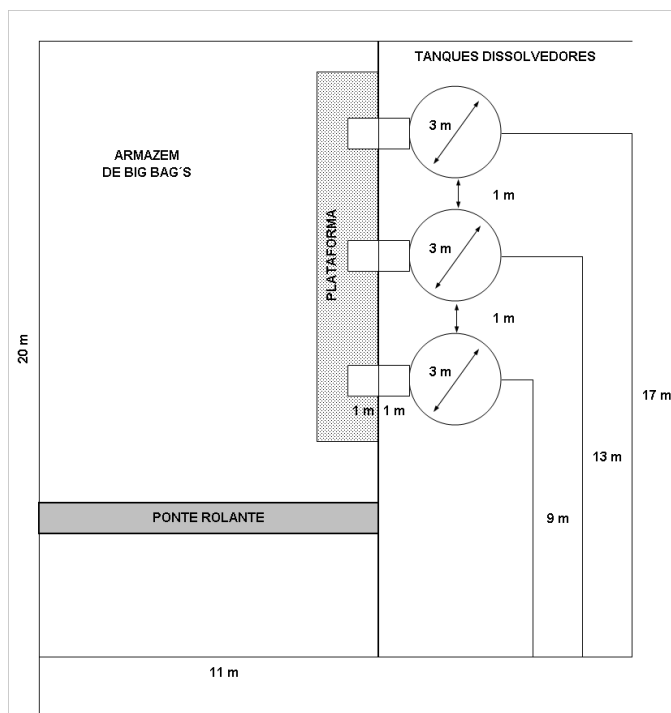 TANQUES DISSOLVEDORES
3 m
ARMAZEM
DE BIG BAG´S
1 m
PLATAFORMA
3 m
1 m
20 m
3 m
1 m
1 m
17 m
13 m
PONTE ROLANTE
9 m
11 m